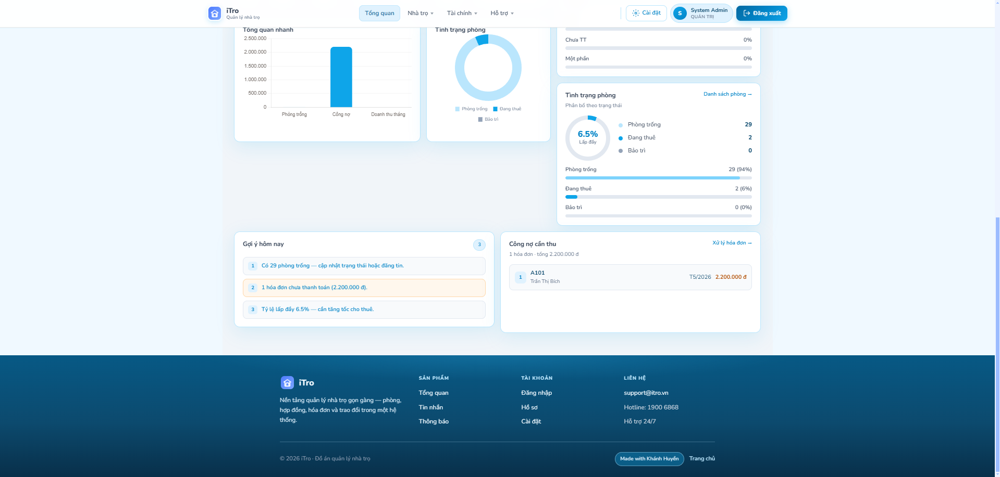 iTro
Quản lý nhà trọ
Tổng quan
Nhà trọ
Tài chính
Hỗ trợ
Cài đặt
S
System Admin
QUẢN TRỊ
Đăng xuất
Tổng quan nhanh
2.500.000
2.000.000
1.500.000
1.000.000
500.000
0
Phòng trống
Công nợ
Doanh thu tháng
Tình trạng phòng
Phòng trống
Đang thuê
Bảo trì
Chưa TT
0%
Một phần
0%
Tình trạng phòng
Danh sách phòng →
Phân bổ theo trạng thái
6.5%
Lấp đầy
Phòng trống
29
Đang thuê
2
Bảo trì
0
Phòng trống
29 (94%)
Đang thuê
2 (6%)
Bảo trì
0 (0%)
Gợi ý hôm nay
3
1 Có 29 phòng trống — cập nhật trạng thái hoặc đăng tin.
2 1 hóa đơn chưa thanh toán (2.200.000 đ).
3 Tỷ lệ lấp đầy 6.5% — cần tăng tốc cho thuê.
Công nợ cần thu
Xử lý hóa đơn →
1 hóa đơn · tổng 2.200.000 đ
1
A101
Trần Thị Bích
T5/2026
2.200.000 đ
iTro
Nền tảng quản lý nhà trọ gọn gàng — phòng,
hợp đồng, hóa đơn và trao đổi trong một hệ
thống.
SẢN PHẨM
Tổng quan
Tin nhắn
Thông báo
TÀI KHOẢN
Đăng nhập
Hồ sơ
Cài đặt
LIÊN HỆ
support@itro.vn
Hotline: 1900 6868
Hỗ trợ 24/7
© 2026 iTro · Đồ án quản lý nhà trọ
Made with Khánh Huyền
Trang chủ